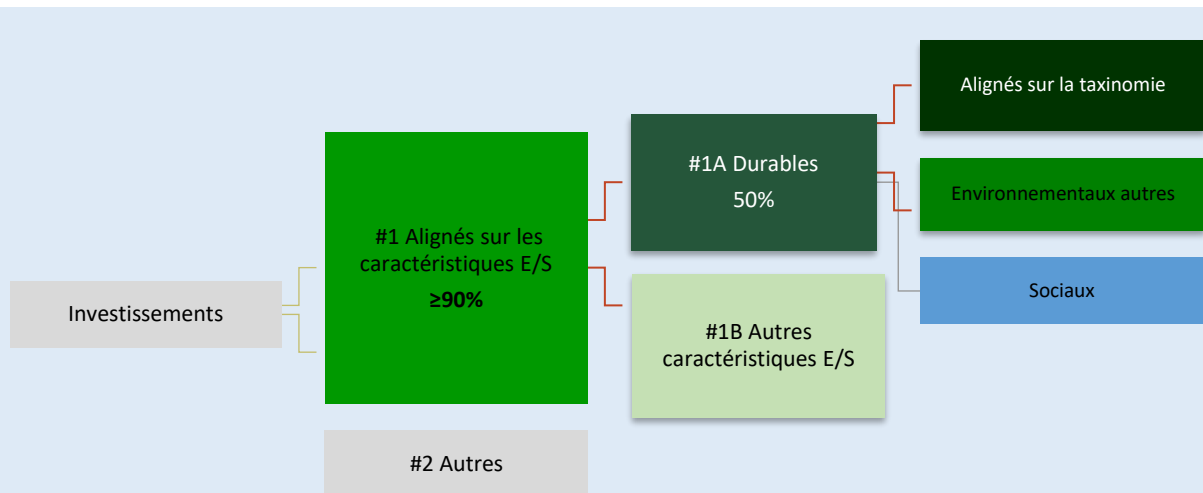 Investissements
#1 Alignés sur les
caractéristiques E/S
≥90%
#2 Autres
#1A Durables
50%
#1B Autres
caractéristiques E/S
Alignés sur la taxinomie
Environnementaux autres
Sociaux